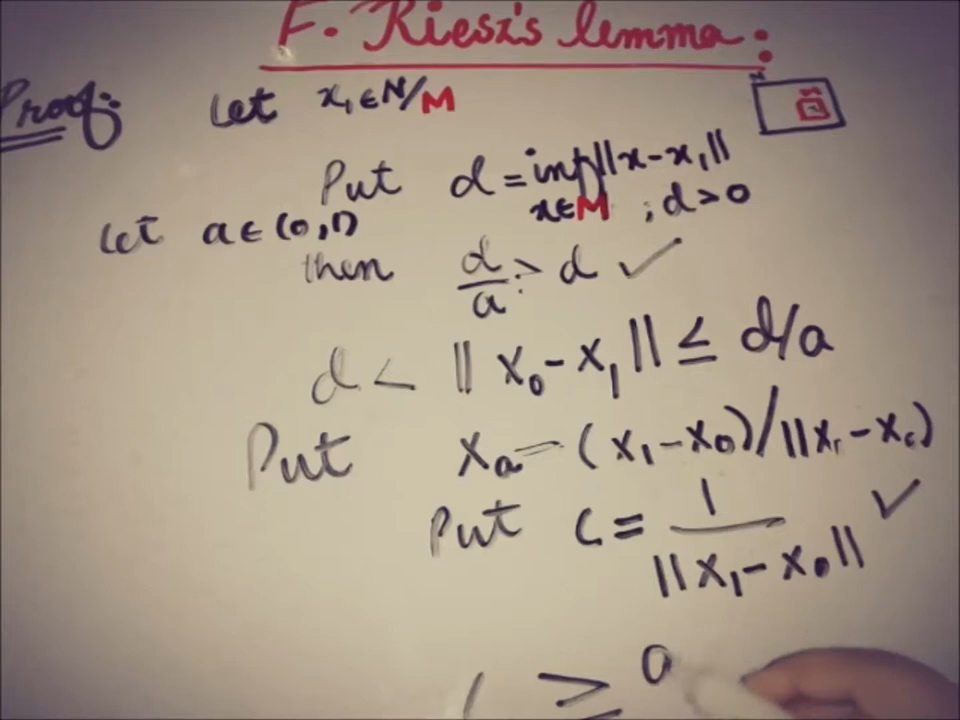 F. Riesz's lemma:
Proof: Let x₁ ∈ N/M
Put d = inf ||x-x₁||
x∈M ; d>0
Let a ∈ (0,1)
then d/a > d ✓
d < || x₀-x₁ || ≤ d/a
Put xₐ = (x₁-x₀)/||x₁-x₀)
Put c = 1/||x₁-x₀|| ✓
c ≥ a